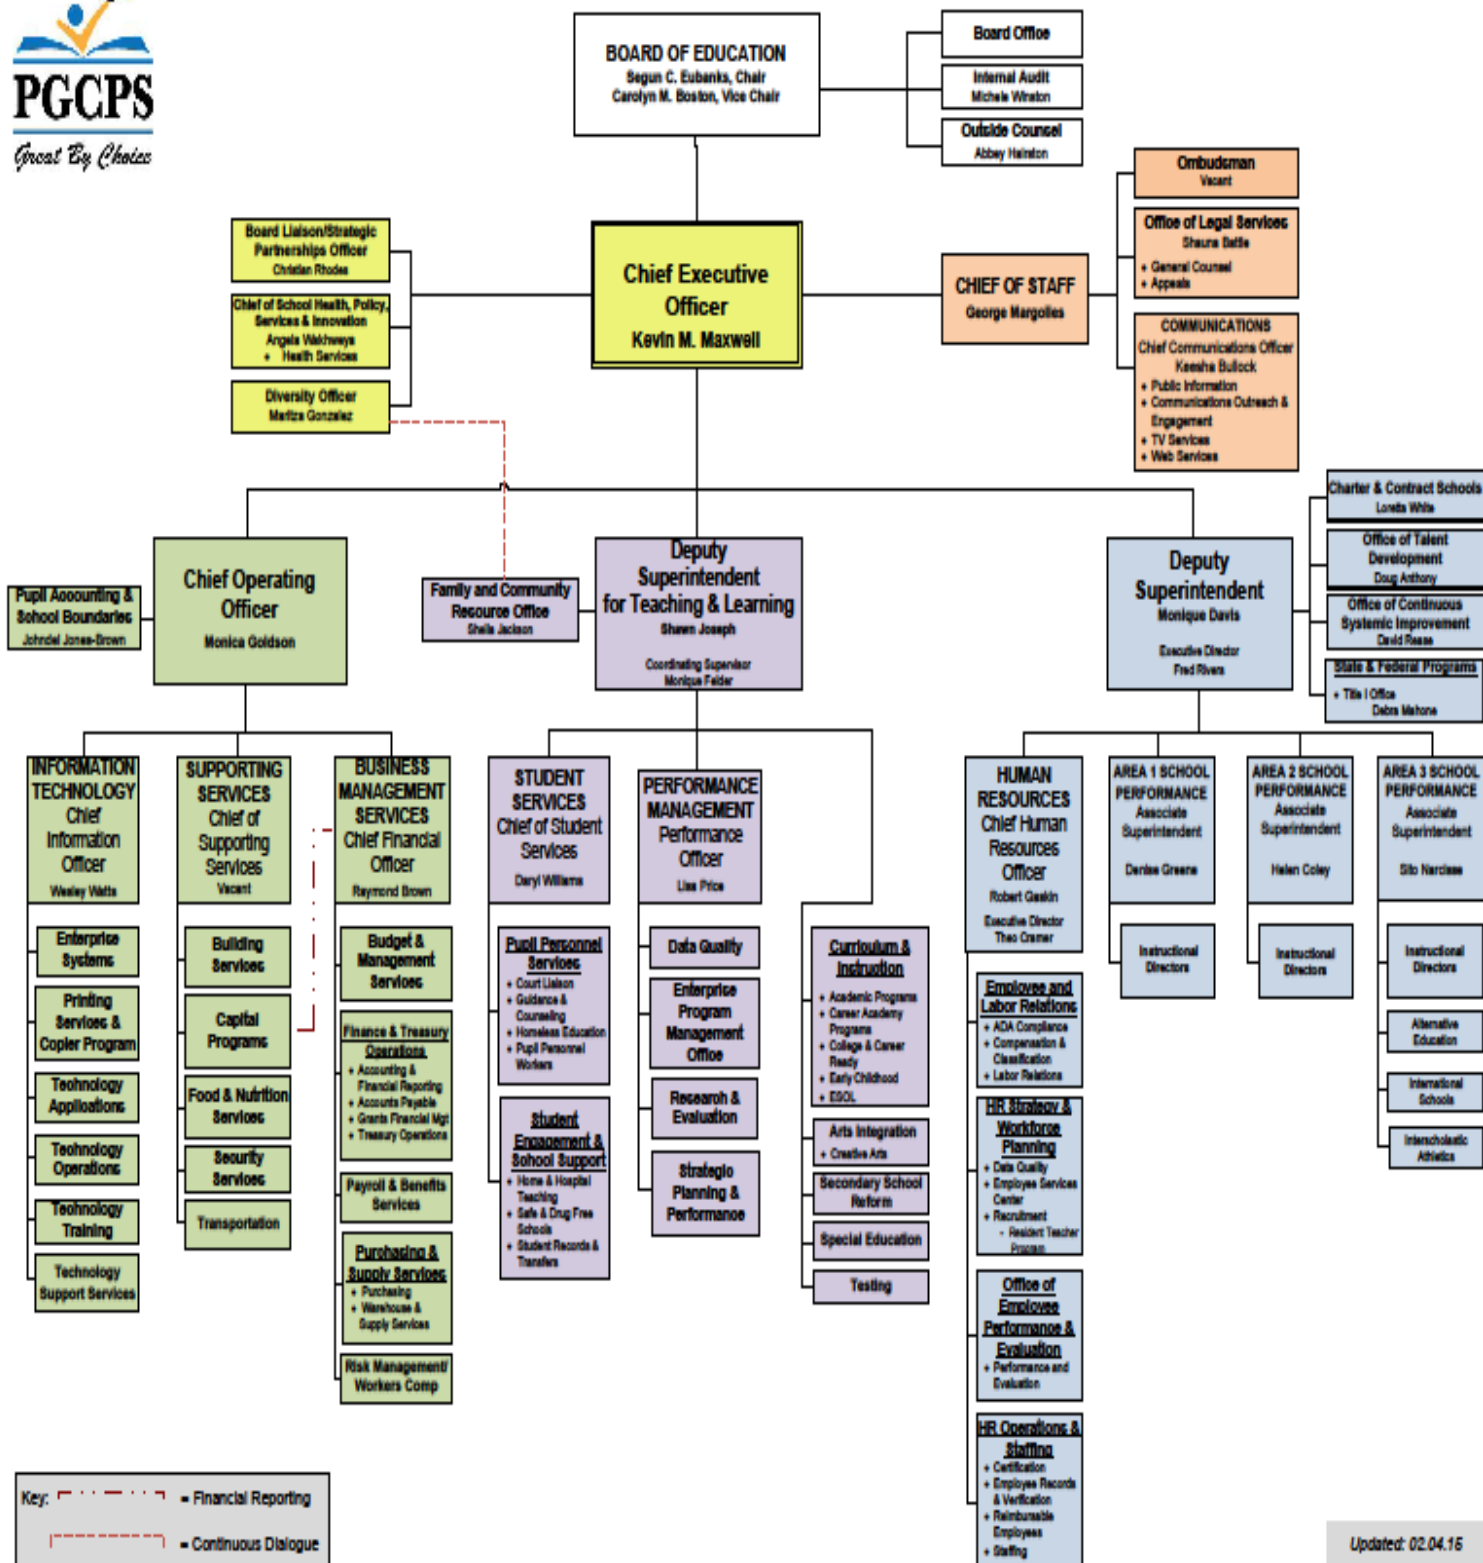 PGCPS
Great By Choice
BOARD OF EDUCATION
Segun C. Eubanks, Chair
Carolyn M. Boston, Vice Chair
Board Office
Internal Audit
Michele Winston
Outside Counsel
Abbey Hairston
Ombudsman
Vacant
Office of Legal Services
Shauna Battle
+ General Counsel
+ Appeals
Board Liaison/Strategic
Partnerships Officer
Christian Rhodes
Chief Executive
Officer
Kevin M. Maxwell
CHIEF OF STAFF
George Margolies
Chief of School Health, Policy,
Services & Innovation
Angela Wakhweya
+ Health Services
Diversity Officer
Maritza Gonzalez
COMMUNICATIONS
Chief Communications Officer
Keesha Bullock
+ Public Information
+ Communications Outreach &
Engagement
+ TV Services
+ Web Services
Pupil Accounting &
School Boundaries
Johndel Jones-Brown
Chief Operating
Officer
Monica Goldson
Family and Community
Resource Office
Sheila Jackson
Deputy
Superintendent
for Teaching & Learning
Shawn Joseph
Coordinating Supervisor
Monique Felder
Deputy
Superintendent
Monique Davis
Executive Director
Fred Rivers
Charter & Contract Schools
Loretta White
Office of Talent
Development
Doug Anthony
Office of Continuous
Systemic Improvement
David Rease
State & Federal Programs
+ Title I Office
Debra Mahone
INFORMATION
TECHNOLOGY
Chief
Information
Officer
Wesley Watts
Enterprise
Systems
Printing
Services &
Copier Program
Technology
Applications
Technology
Operations
Technology
Training
Technology
Support Services
SUPPORTING
SERVICES
Chief of
Supporting
Services
Vacant
Building
Services
Capital
Programs
Food & Nutrition
Services
Security
Services
Transportation
BUSINESS
MANAGEMENT
SERVICES
Chief Financial
Officer
Raymond Brown
Budget &
Management
Services
Finance & Treasury
Operations
+ Accounting &
Financial Reporting
+ Accounts Payable
+ Grants Financial Mgt
+ Treasury Operations
Payroll & Benefits
Services
Purchasing &
Supply Services
+ Purchasing
+ Warehouse &
Supply Services
Risk Management/
Workers Comp
STUDENT
SERVICES
Chief of Student
Services
Daryl Williams
Pupil Personnel
Services
+ Court Liaison
+ Guidance &
Counseling
+ Homeless Education
+ Pupil Personnel
Workers
Student
Engagement &
School Support
+ Home & Hospital
Teaching
+ Safe & Drug Free
Schools
+ Student Records &
Transfers
PERFORMANCE
MANAGEMENT
Performance
Officer
Lisa Price
Data Quality
Enterprise
Program
Management
Office
Research &
Evaluation
Strategic
Planning &
Performance
Curriculum &
Instruction
+ Academic Programs
+ Career Academy
Programs
+ College & Career
Ready
+ Early Childhood
+ ESOL
Arts Integration
+ Creative Arts
Secondary School
Reform
Special Education
Testing
HUMAN
RESOURCES
Chief Human
Resources
Officer
Robert Gaskin
Executive Director
Theo Cramer
Employee and
Labor Relations
+ ADA Compliance
+ Compensation &
Classification
+ Labor Relations
HR Strategy &
Workforce
Planning
+ Data Quality
+ Employee Services
Center
+ Recruitment
- Resident Teacher
Program
Office of
Employee
Performance &
Evaluation
+ Performance and
Evaluation
HR Operations &
Staffing
+ Certification
+ Employee Records
& Verification
+ Reimbursable
Employees
+ Staffing
AREA 1 SCHOOL
PERFORMANCE
Associate
Superintendent
Denise Greene
Instructional
Directors
AREA 2 SCHOOL
PERFORMANCE
Associate
Superintendent
Helen Coley
Instructional
Directors
AREA 3 SCHOOL
PERFORMANCE
Associate
Superintendent
Sito Narcisse
Instructional
Directors
Alternative
Education
International
Schools
Interscholastic
Athletics
Key:
= Financial Reporting
= Continuous Dialogue
Updated: 02.04.15